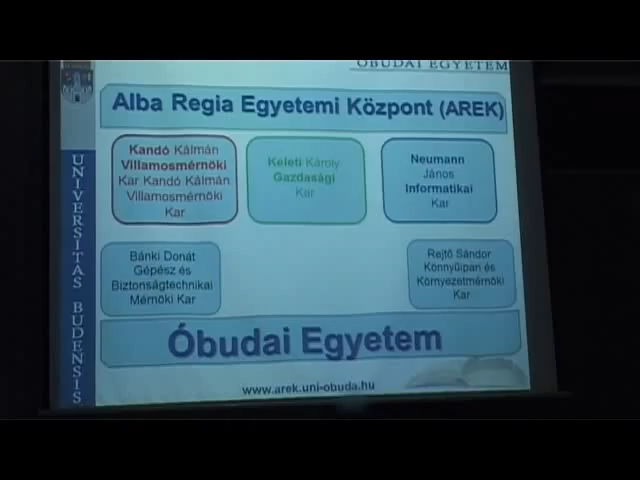 ÓBUDAI EGYETEM
Alba Regia Egyetemi Központ (AREK)
Kandó Kálmán
Villamosmérnöki
Kar Kandó Kálmán
Villamosmérnöki
Kar
Keleti Károly
Gazdasági
Kar
Neumann
János
Informatikai
Kar
Bánki Donát
Gépész és
Biztonságtechnikai
Mérnöki Kar
Rejtő Sándor
Könnyűipari és
Környezetmérnöki
Kar
Óbudai Egyetem
www.arek.uni-obuda.hu
UNIVERSITAS BUDENSIS